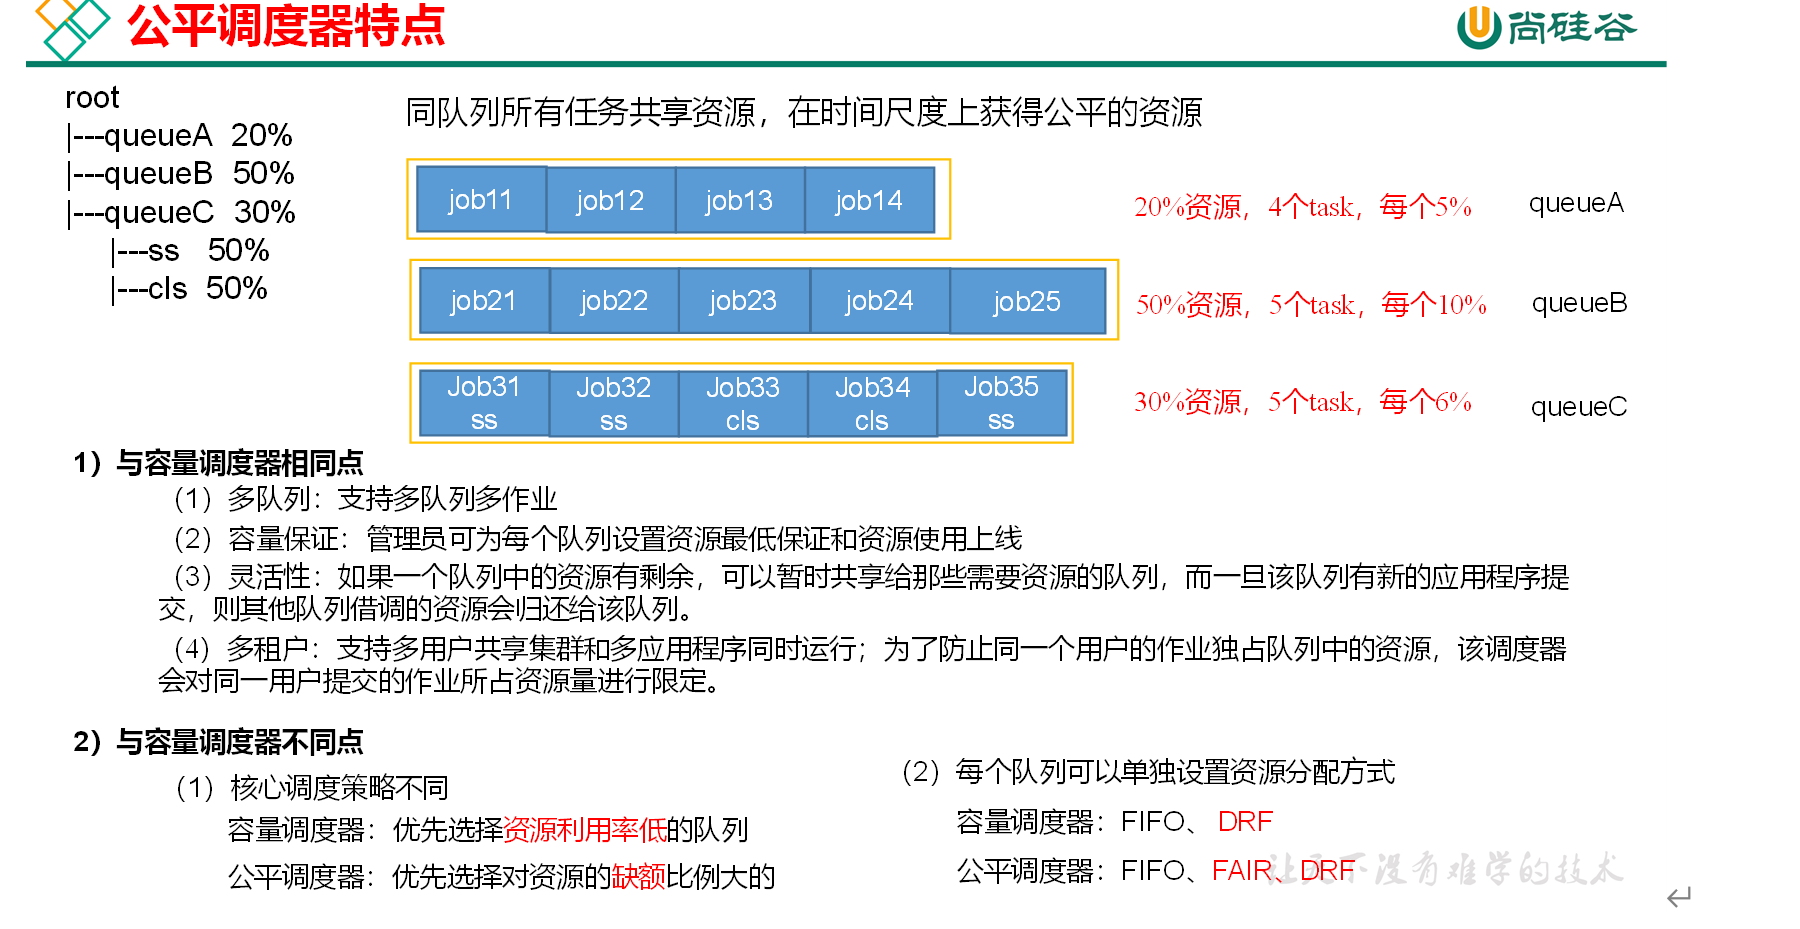 公平调度器特点
尚硅谷
root
|---queueA 20%
|---queueB 50%
|---queueC 30%
|---ss 50%
|---cls 50%
同队列所有任务共享资源，在时间尺度上获得公平的资源
job11 job12 job13 job14
20%资源，4个task，每个5%
queueA
job21 job22 job23 job24 job25
50%资源，5个task，每个10%
queueB
Job31 Job32 Job33 Job34 Job35
ss ss cls cls ss
30%资源，5个task，每个6%
queueC
1）与容量调度器相同点
（1）多队列：支持多队列多作业
（2）容量保证：管理员可为每个队列设置资源最低保证和资源使用上线
（3）灵活性：如果一个队列中的资源有剩余，可以暂时共享给那些需要资源的队列，而一旦该队列有新的应用程序提
交，则其他队列借调的资源会归还给该队列。
（4）多租户：支持多用户共享集群和多应用程序同时运行；为了防止同一个用户的作业独占队列中的资源，该调度器
会对同一用户提交的作业所占资源量进行限定。
2）与容量调度器不同点
（1）核心调度策略不同
容量调度器：优先选择资源利用率低的队列
公平调度器：优先选择对资源的缺额比例大的
（2）每个队列可以单独设置资源分配方式
容量调度器：FIFO、 DRF
公平调度器：FIFO、FAIR、DRF
让天下没有难学的技术